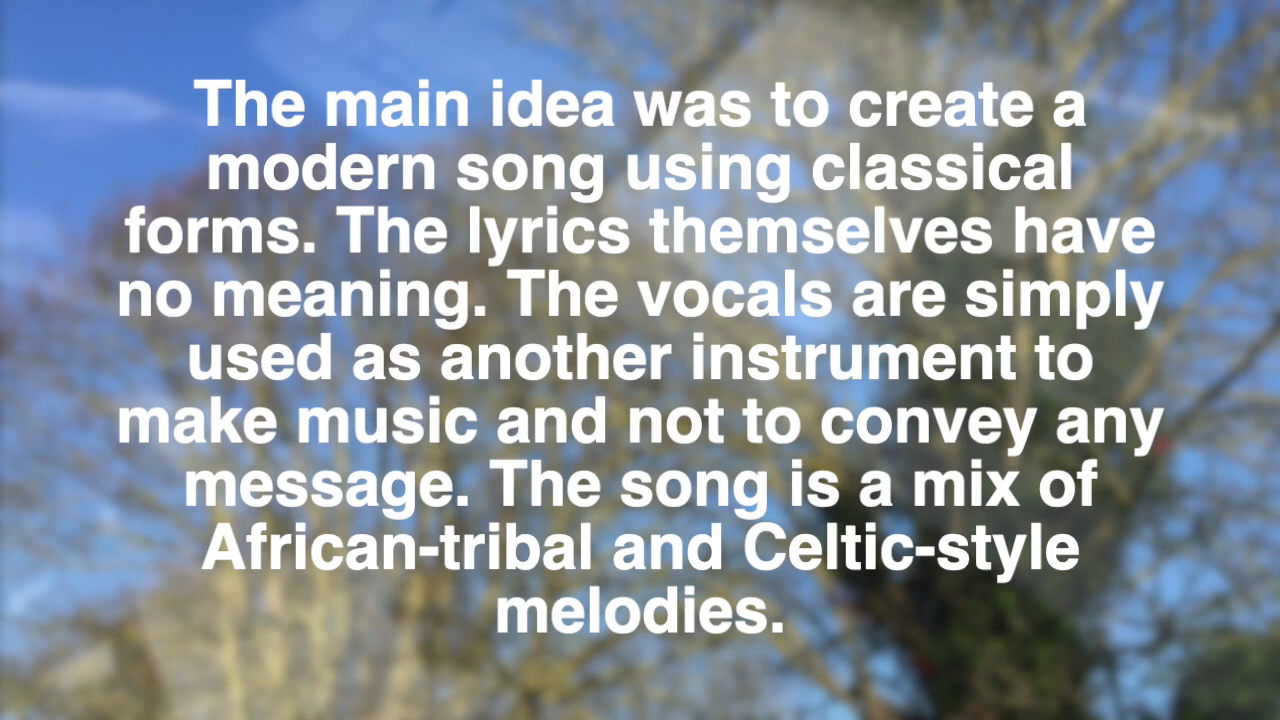 The main idea was to create a
modern song using classical
forms. The lyrics themselves have
no meaning. The vocals are simply
used as another instrument to
make music and not to convey any
message. The song is a mix of
African-tribal and Celtic-style
melodies.